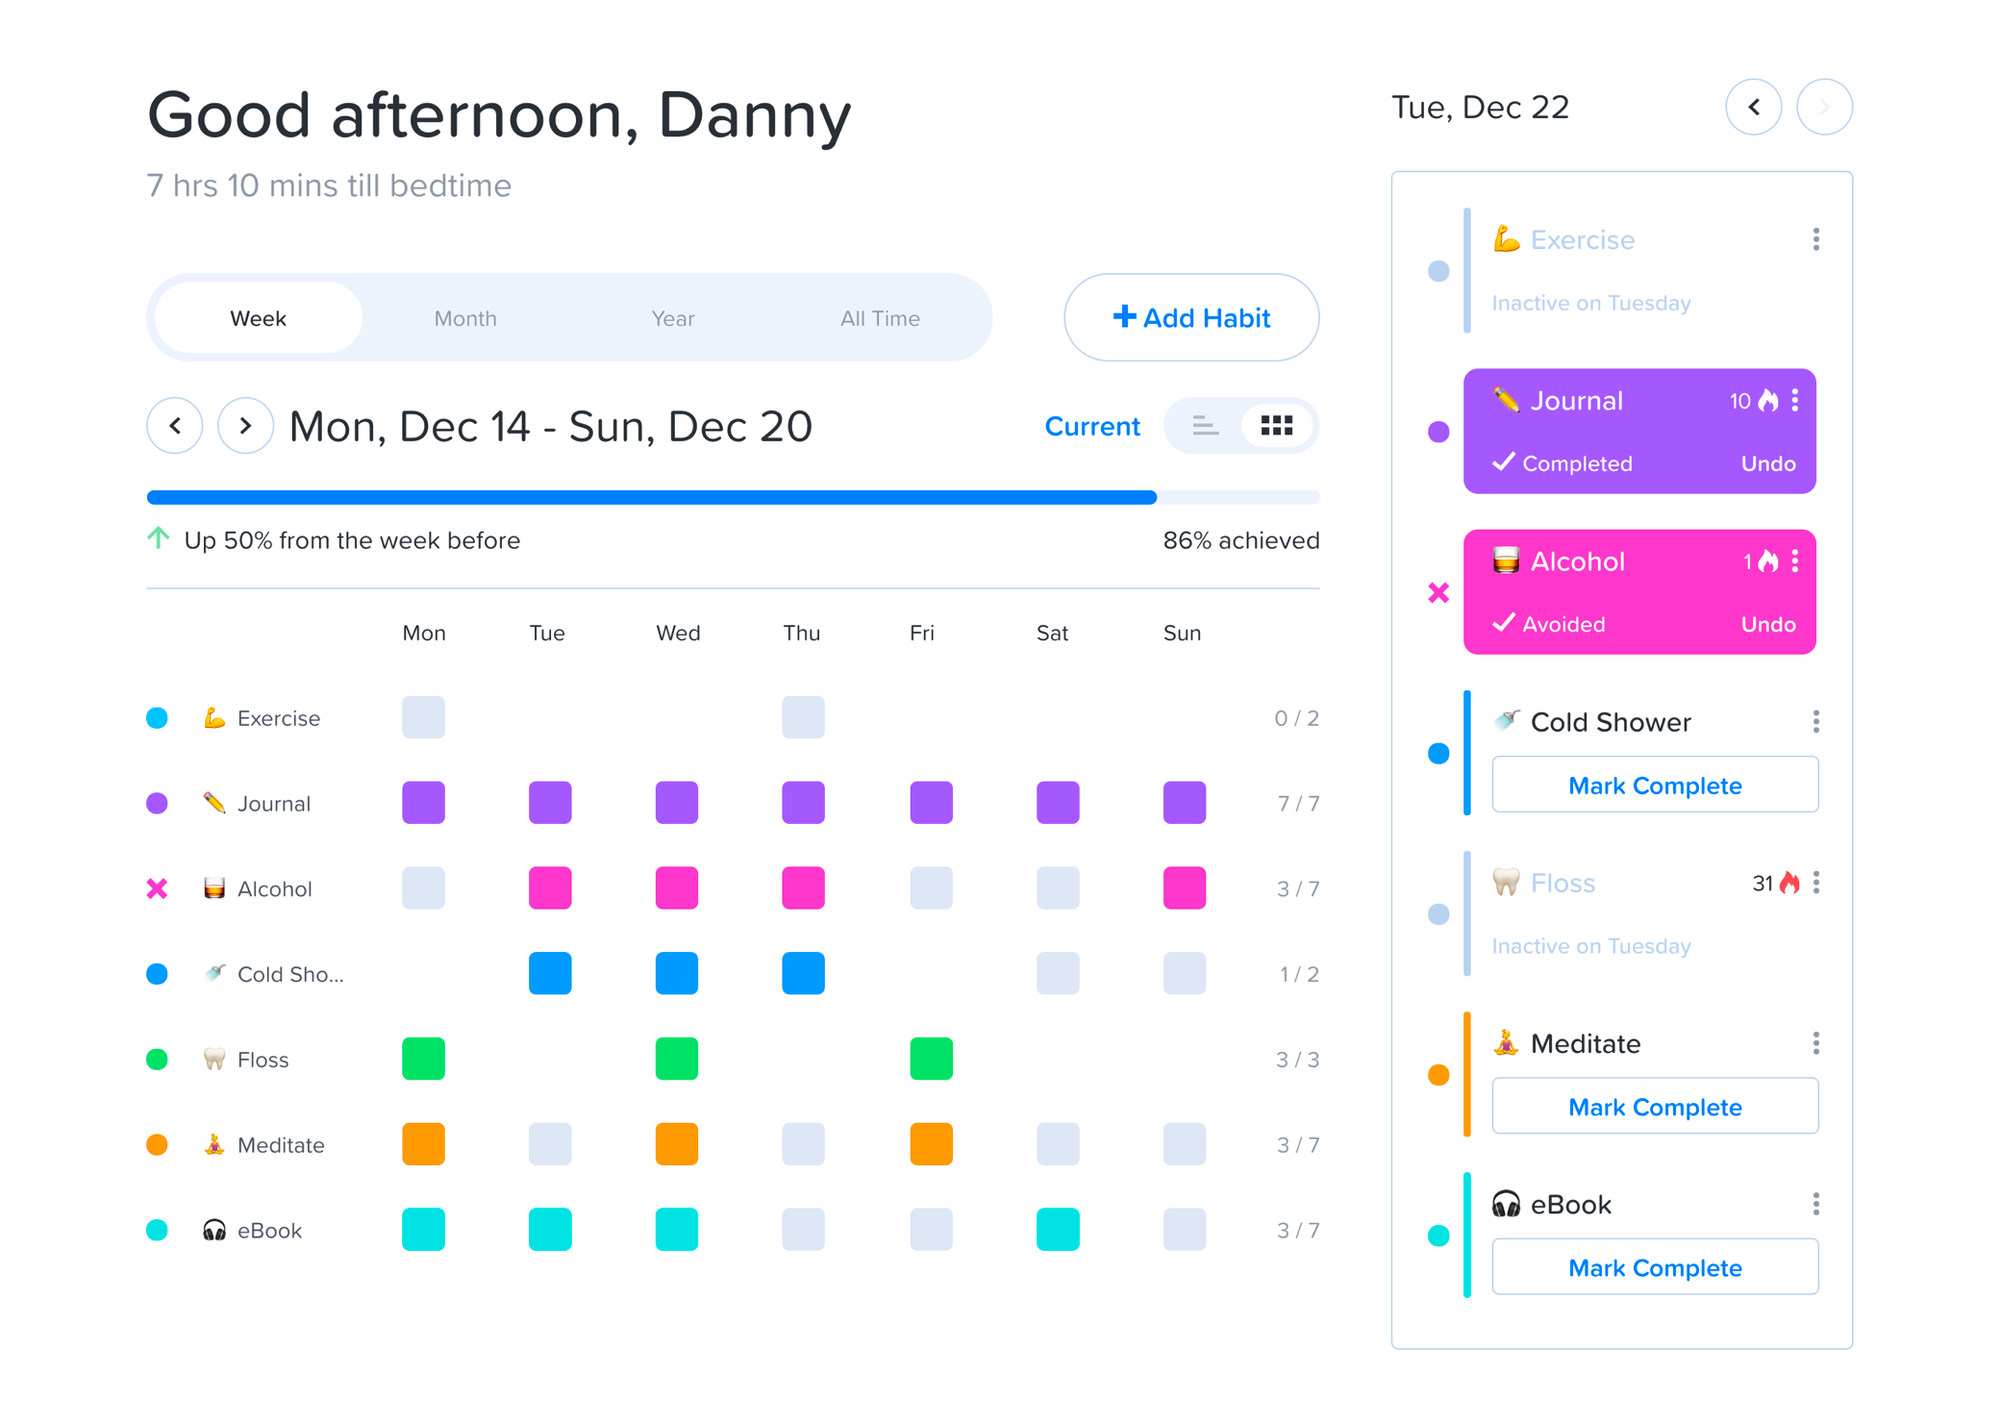 Good afternoon, Danny
7 hrs 10 mins till bedtime
Week Month Year All Time
Add Habit
Mon, Dec 14 - Sun, Dec 20
Current
Up 50% from the week before 86% achieved
Mon Tue Wed Thu Fri Sat Sun
Exercise 0 / 2
Journal 7 / 7
Alcohol 3 / 7
Cold Sho... 1 / 2
Floss 3 / 3
Meditate 3 / 7
eBook 3 / 7
Tue, Dec 22
Exercise
Inactive on Tuesday
Journal 10
Completed Undo
Alcohol 1
Avoided Undo
Cold Shower
Mark Complete
Floss 31
Inactive on Tuesday
Meditate
Mark Complete
eBook
Mark Complete